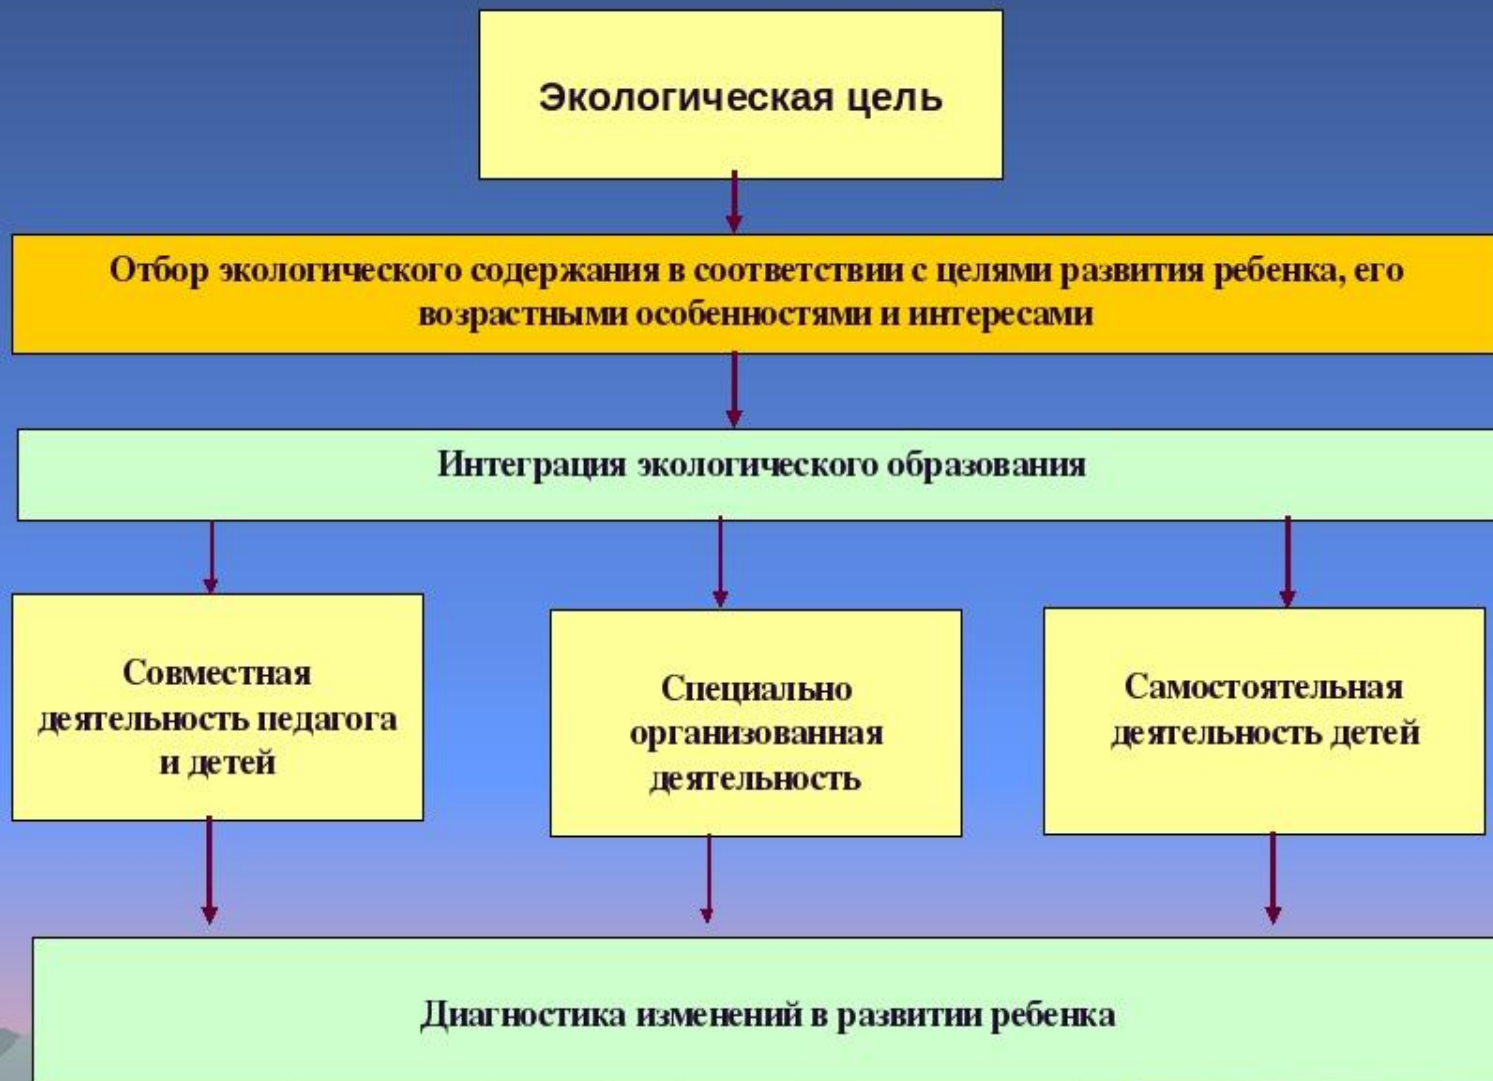 Экологическая цель
Отбор экологического содержания в соответствии с целями развития ребенка, его
возрастными особенностями и интересами
Интеграция экологического образования
Совместная
деятельность педагога
и детей
Специально
организованная
деятельность
Самостоятельная
деятельность детей
Диагностика изменений в развитии ребенка